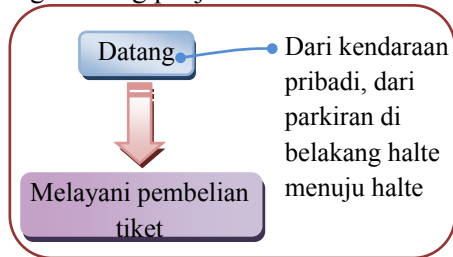 Datang
Dari kendaraan
pribadi, dari
parkiran di
belakang halte
menuju halte
Melayani pembelian
tiket